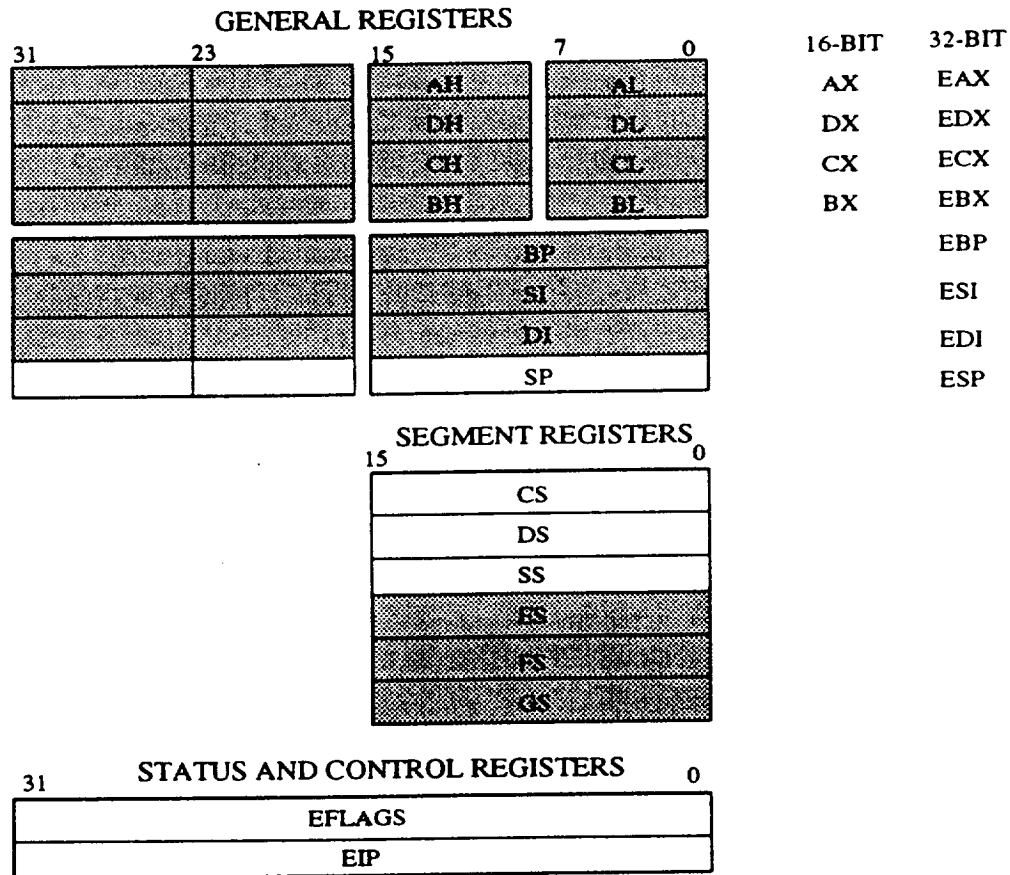 GENERAL REGISTERS
31 23 15 7 0 16-BIT 32-BIT
AH AL AX EAX
DH DL DX EDX
CH CL CX ECX
BH BL BX EBX
BP EBP
SI ESI
DI EDI
SP ESP
SEGMENT REGISTERS
15 0
CS
DS
SS
ES
FS
GS
STATUS AND CONTROL REGISTERS
31 0
EFLAGS
EIP